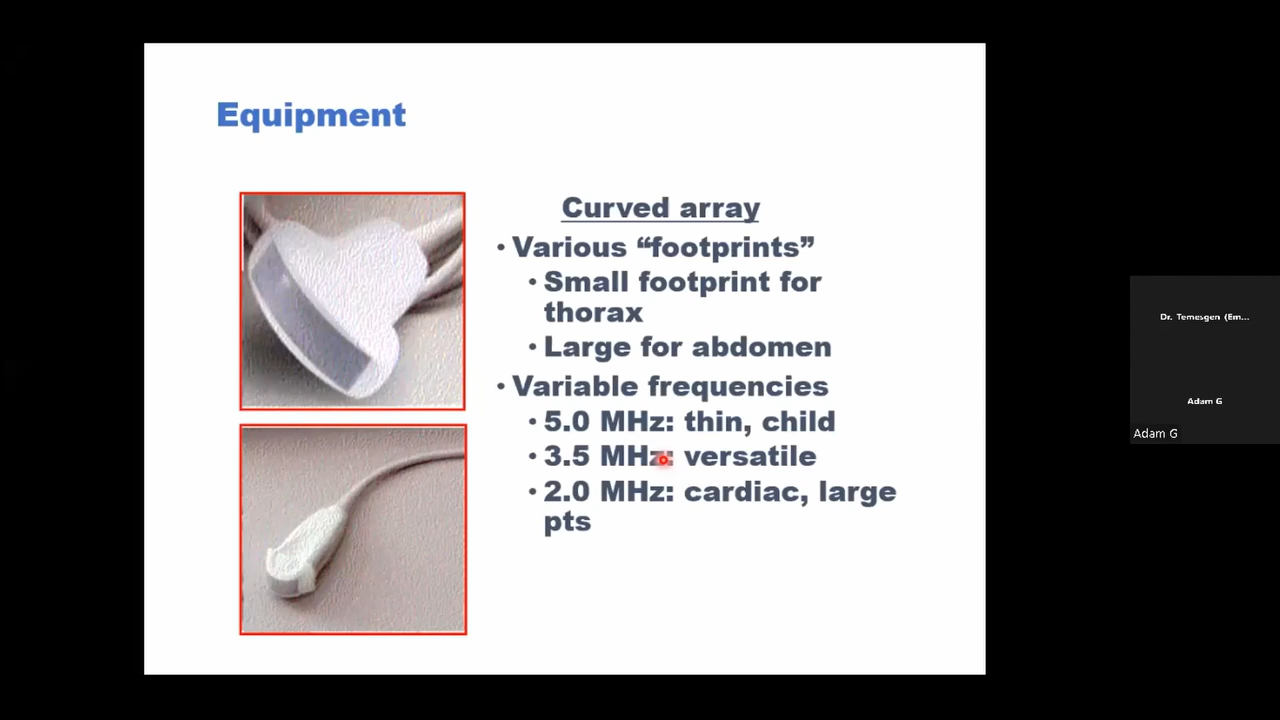 Equipment
Curved array
• Various “footprints”
• Small footprint for
thorax
• Large for abdomen
• Variable frequencies
• 5.0 MHz: thin, child
• 3.5 MHz: versatile
• 2.0 MHz: cardiac, large
pts
Dr. Temesgen (Em...
Adam G
Adam G